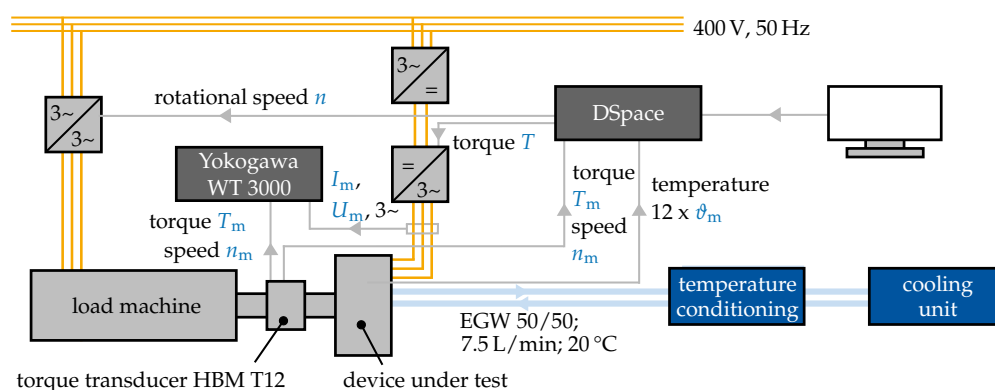 400 V, 50 Hz
3~
=
3~
3~
rotational speed n
DSpace
torque T
Yokogawa
WT 3000
=
3~
I_m,
U_m, 3~
torque
T_m
speed
n_m
temperature
12 x ϑ_m
torque T_m
speed n_m
load machine
temperature
conditioning
cooling
unit
EGW 50/50;
7.5 L/min; 20 °C
torque transducer HBM T12
device under test